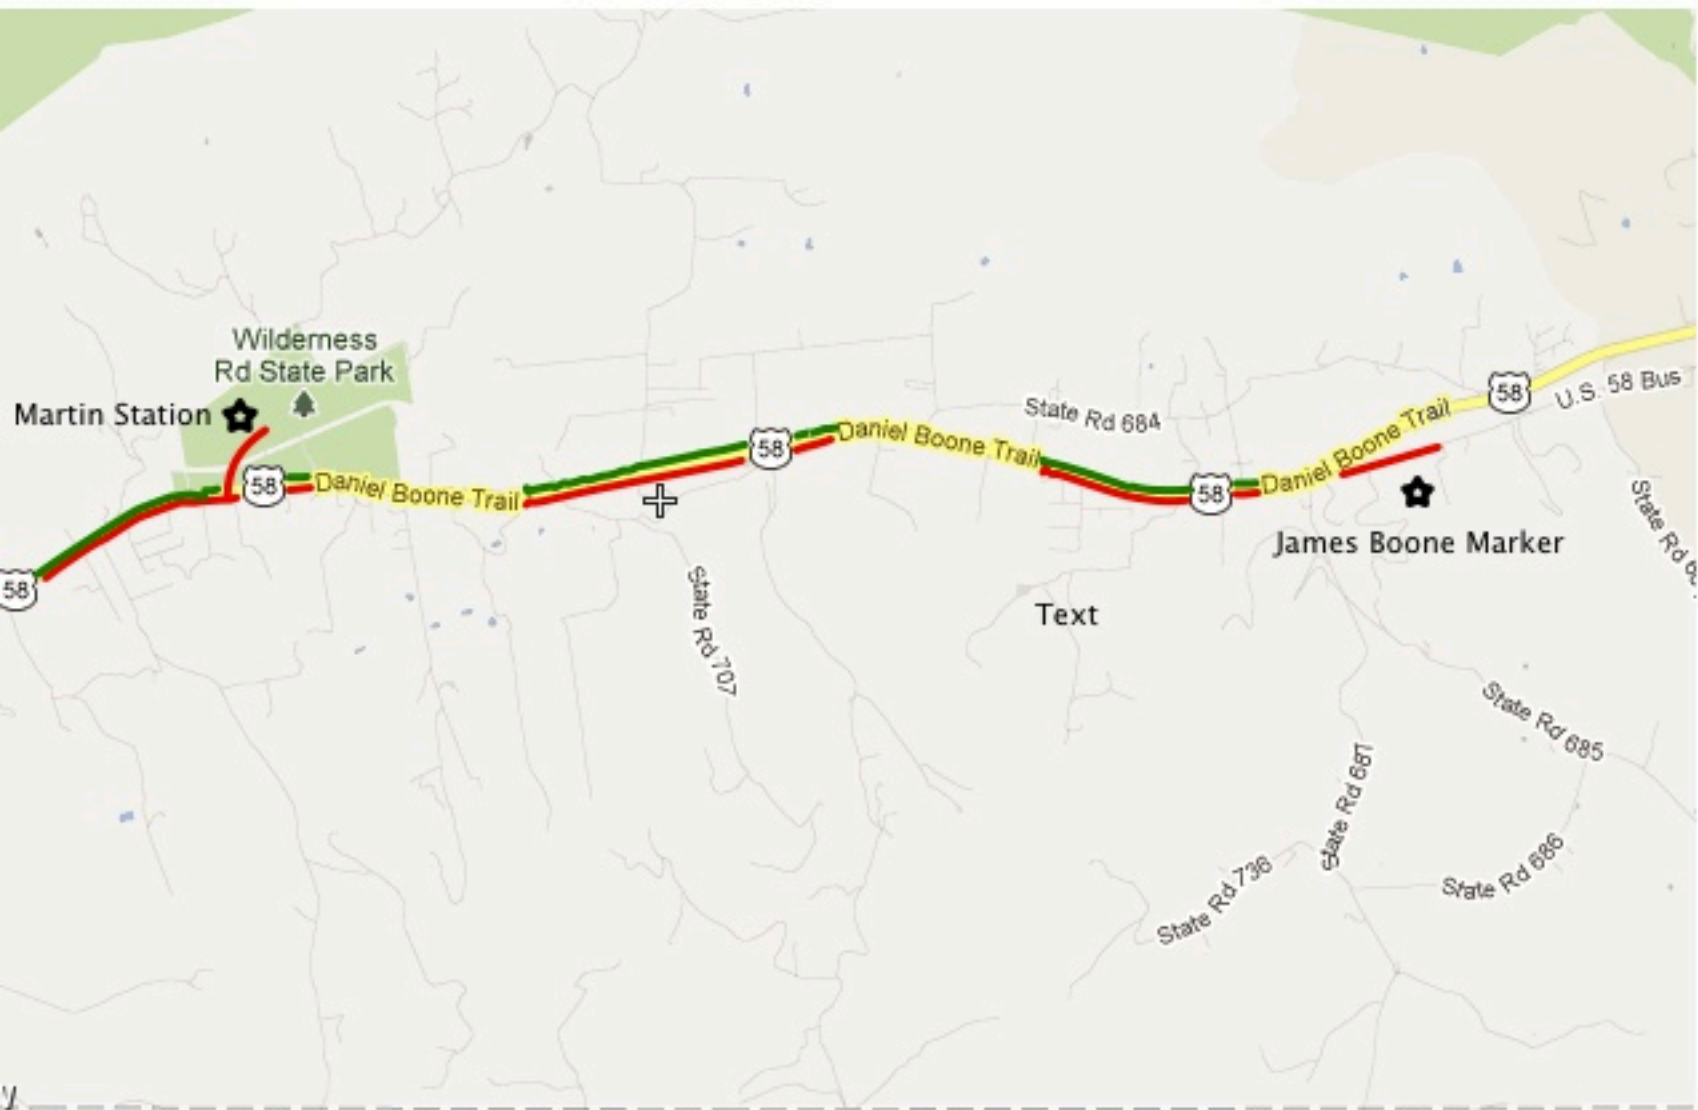 Wilderness
Rd State Park
Martin Station
58
Daniel Boone Trail
58
58
Daniel Boone Trail
State Rd 684
58
Daniel Boone Trail
58
U.S. 58 Bus
James Boone Marker
Text
State Rd 707
State Rd 685
State Rd 687
State Rd 686
State Rd 736
State Rd
y